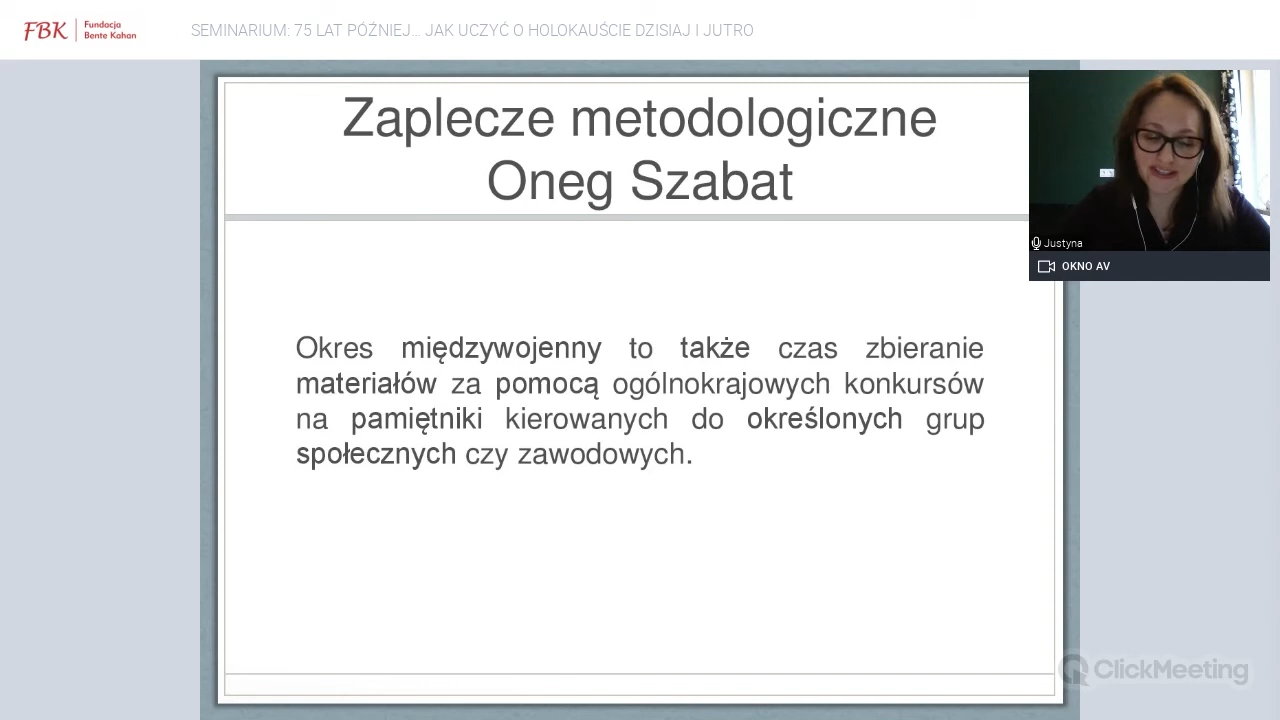 FBK Fundacja
Bente Kahan
SEMINARIUM: 75 LAT PÓŹNIEJ... JAK UCZYĆ O HOLOKAUŚCIE DZISIAJ I JUTRO
Zaplecze metodologiczne
Oneg Szabat
Justyna
OKNO AV
Okres międzywojenny to także czas zbieranie
materiałów za pomocą ogólnokrajowych konkursów
na pamiętniki kierowanych do określonych grup
społecznych czy zawodowych.
ClickMeeting